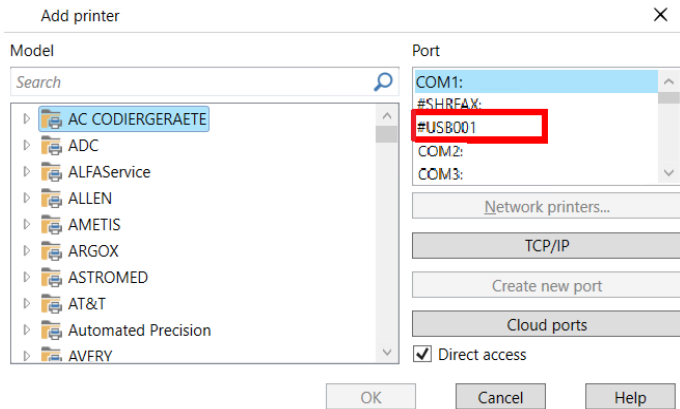 Add printer
Model
Port
Search
COM1:
#SHRFAX:
#USB001
COM2:
COM3:
AC CODIERGERAETE
ADC
ALFAService
ALLEN
AMETIS
ARGOX
ASTROMED
AT&T
Automated Precision
AVERY
Network printers...
TCP/IP
Create new port
Cloud ports
Direct access
OK
Cancel
Help